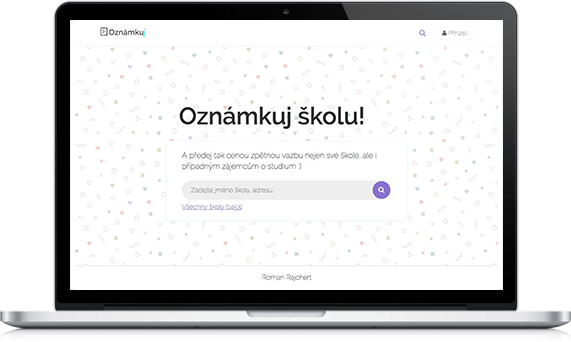 Oznámkuj
Přihlásit
Oznámkuj školu!
A předej tak cenou zpětnou vazbu nejen své škole, ale i
případným zájemcům o studium :)
Zadejte jméno školy, adresu...
Všechny školy (1453)
Roman Rajchert